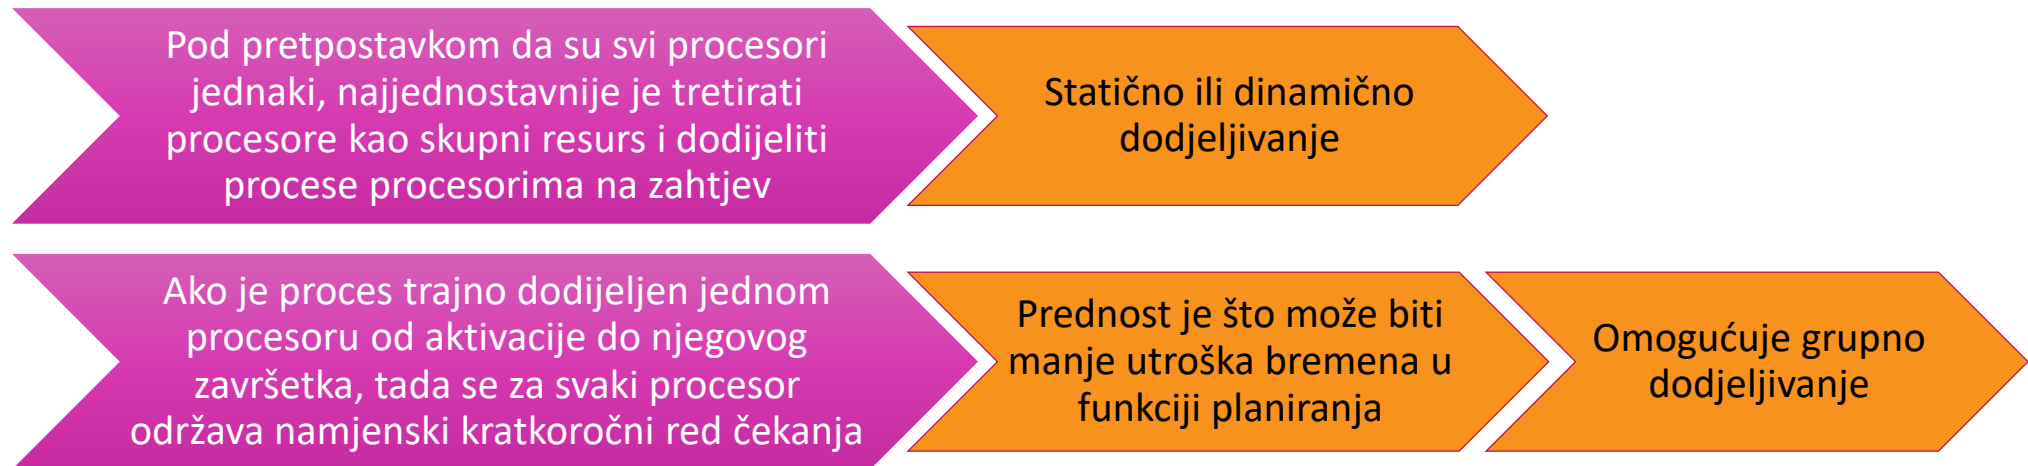 Pod pretpostavkom da su svi procesori
jednaki, najjednostavnije je tretirati
procesore kao skupni resurs i dodijeliti
procese procesorima na zahtjev
Statično ili dinamično
dodjeljivanje
Ako je proces trajno dodijeljen jednom
procesoru od aktivacije do njegovog
završetka, tada se za svaki procesor
održava namjenski kratkoročni red čekanja
Prednost je što može biti
manje utroška bremena u
funkciji planiranja
Omogućuje grupno
dodjeljivanje